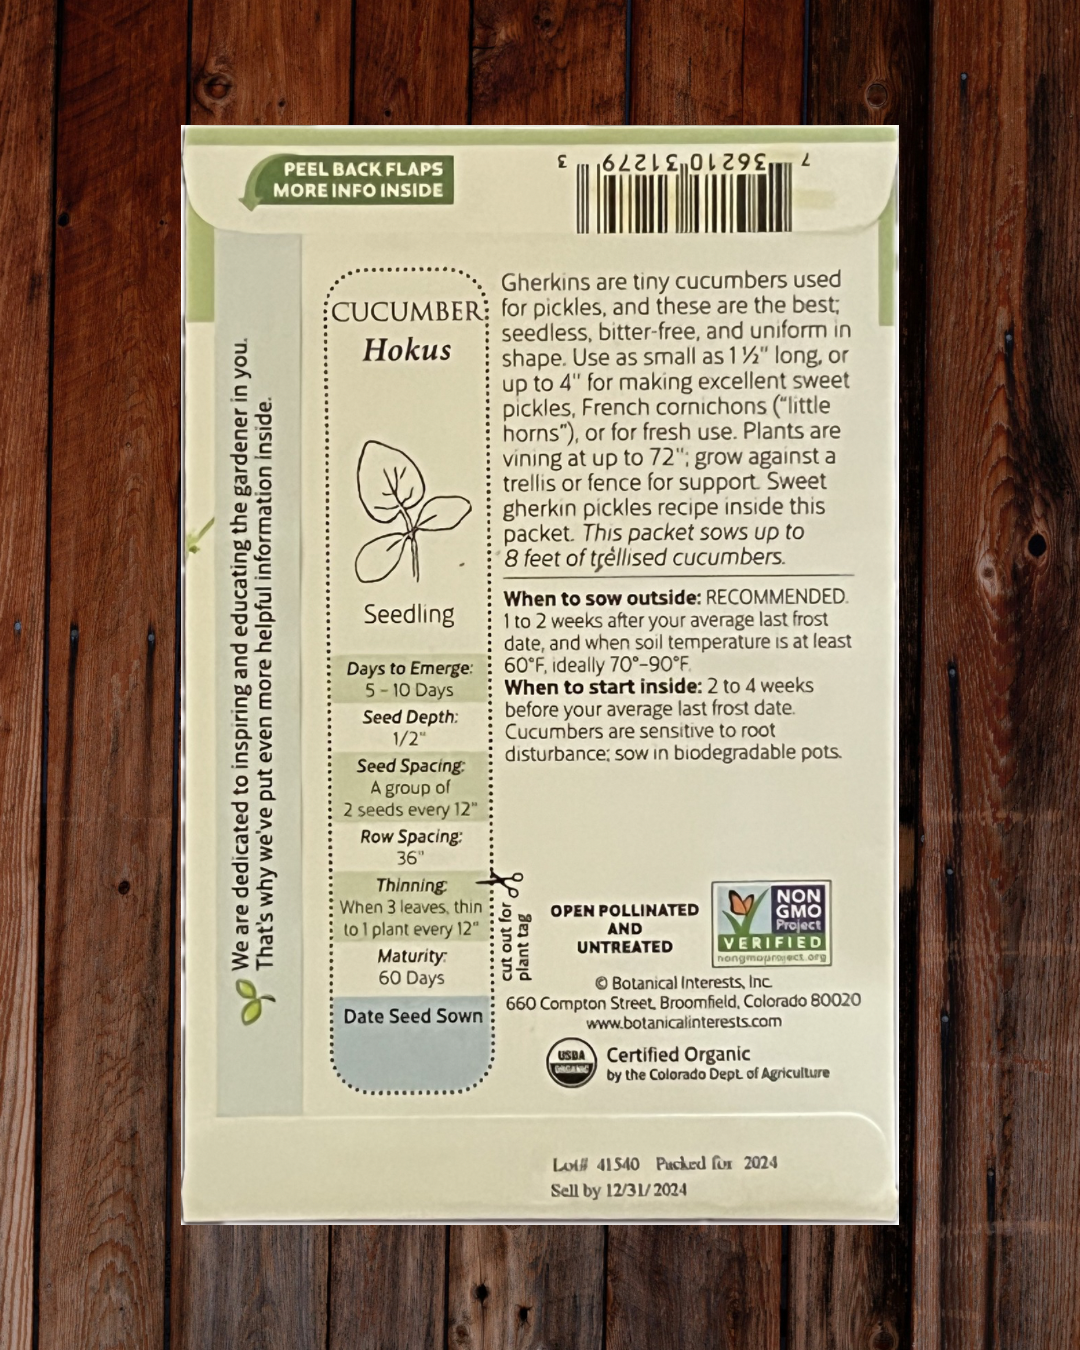 PEEL BACK FLAPS
MORE INFO INSIDE
7 36210 31279 3
We are dedicated to inspiring and educating the gardener in you.
That's why we've put even more helpful information inside.
CUCUMBER
Hokus
Seedling
Days to Emerge:
5 – 10 Days
Seed Depth:
1/2"
Seed Spacing:
A group of
2 seeds every 12"
Row Spacing:
36"
Thinning:
When 3 leaves, thin
to 1 plant every 12"
Maturity:
60 Days
Date Seed Sown
cut out for
plant tag
Gherkins are tiny cucumbers used
for pickles, and these are the best;
seedless, bitter-free, and uniform in
shape. Use as small as 1 ½" long, or
up to 4" for making excellent sweet
pickles, French cornichons ("little
horns"), or for fresh use. Plants are
vining at up to 72"; grow against a
trellis or fence for support. Sweet
gherkin pickles recipe inside this
packet. This packet sows up to
8 feet of trellised cucumbers.
When to sow outside: RECOMMENDED.
1 to 2 weeks after your average last frost
date, and when soil temperature is at least
60°F, ideally 70°–90°F.
When to start inside: 2 to 4 weeks
before your average last frost date.
Cucumbers are sensitive to root
disturbance; sow in biodegradable pots.
OPEN POLLINATED
AND
UNTREATED
NON
GMO
Project
VERIFIED
nongmoproject.org
© Botanical Interests, Inc.
660 Compton Street, Broomfield, Colorado 80020
www.botanicalinterests.com
USDA
ORGANIC
Certified Organic
by the Colorado Dept. of Agriculture
Lot# 41540 Packed for 2024
Sell by 12/31/2024